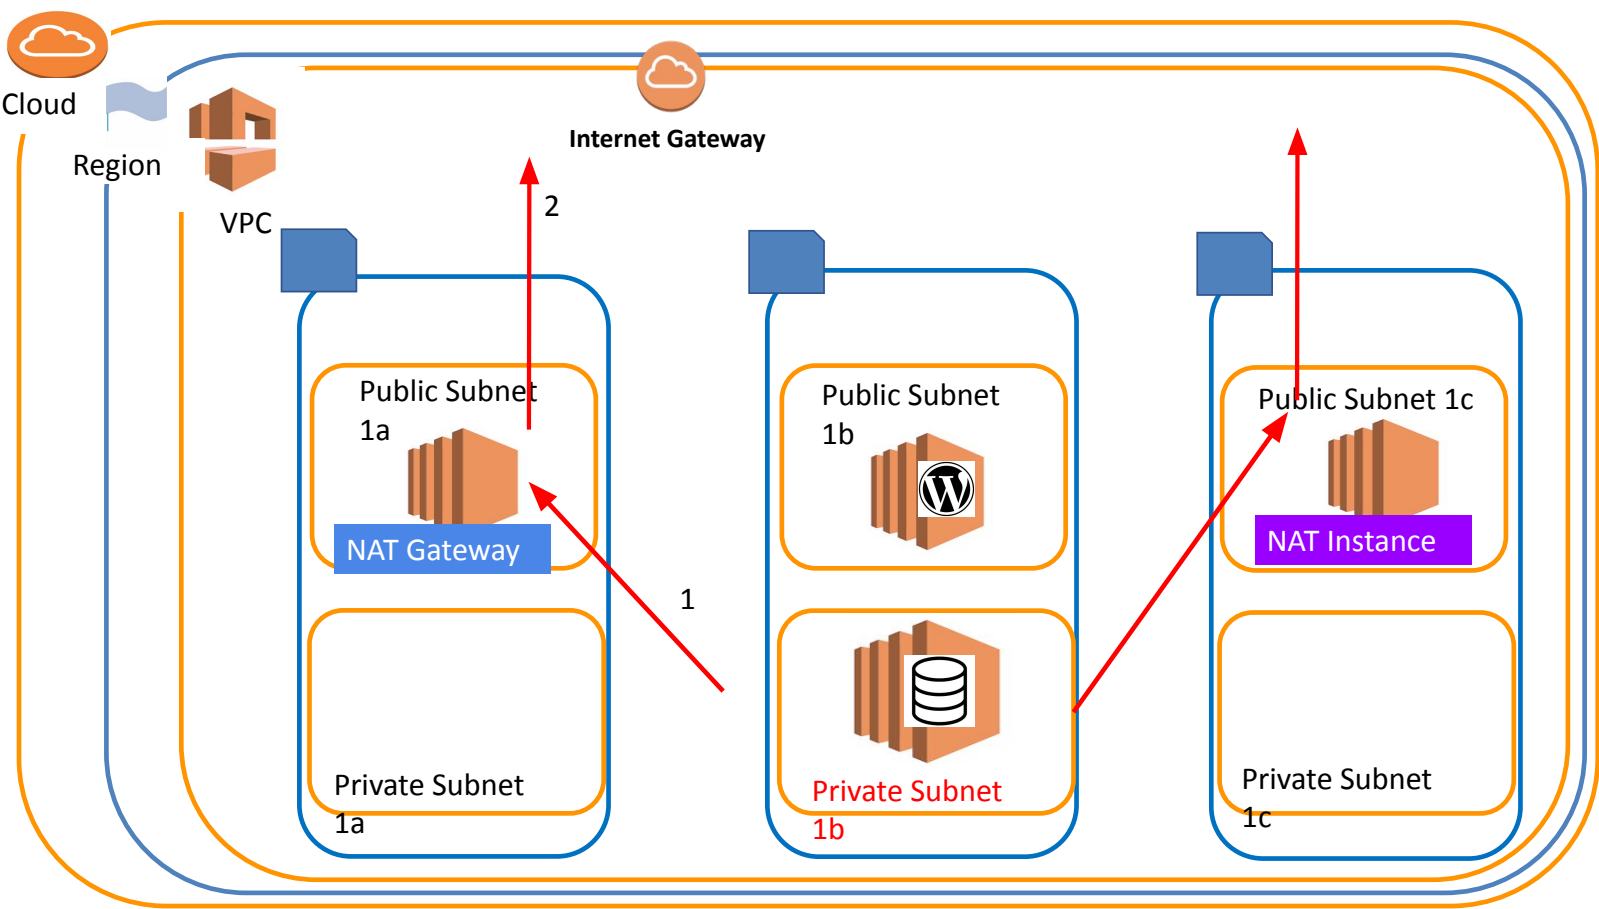 Cloud
Region
VPC
Internet Gateway
2
Public Subnet
1a
NAT Gateway
Public Subnet
1b
W
Public Subnet 1c
NAT Instance
1
Private Subnet
1a
Private Subnet
1b
Private Subnet
1c